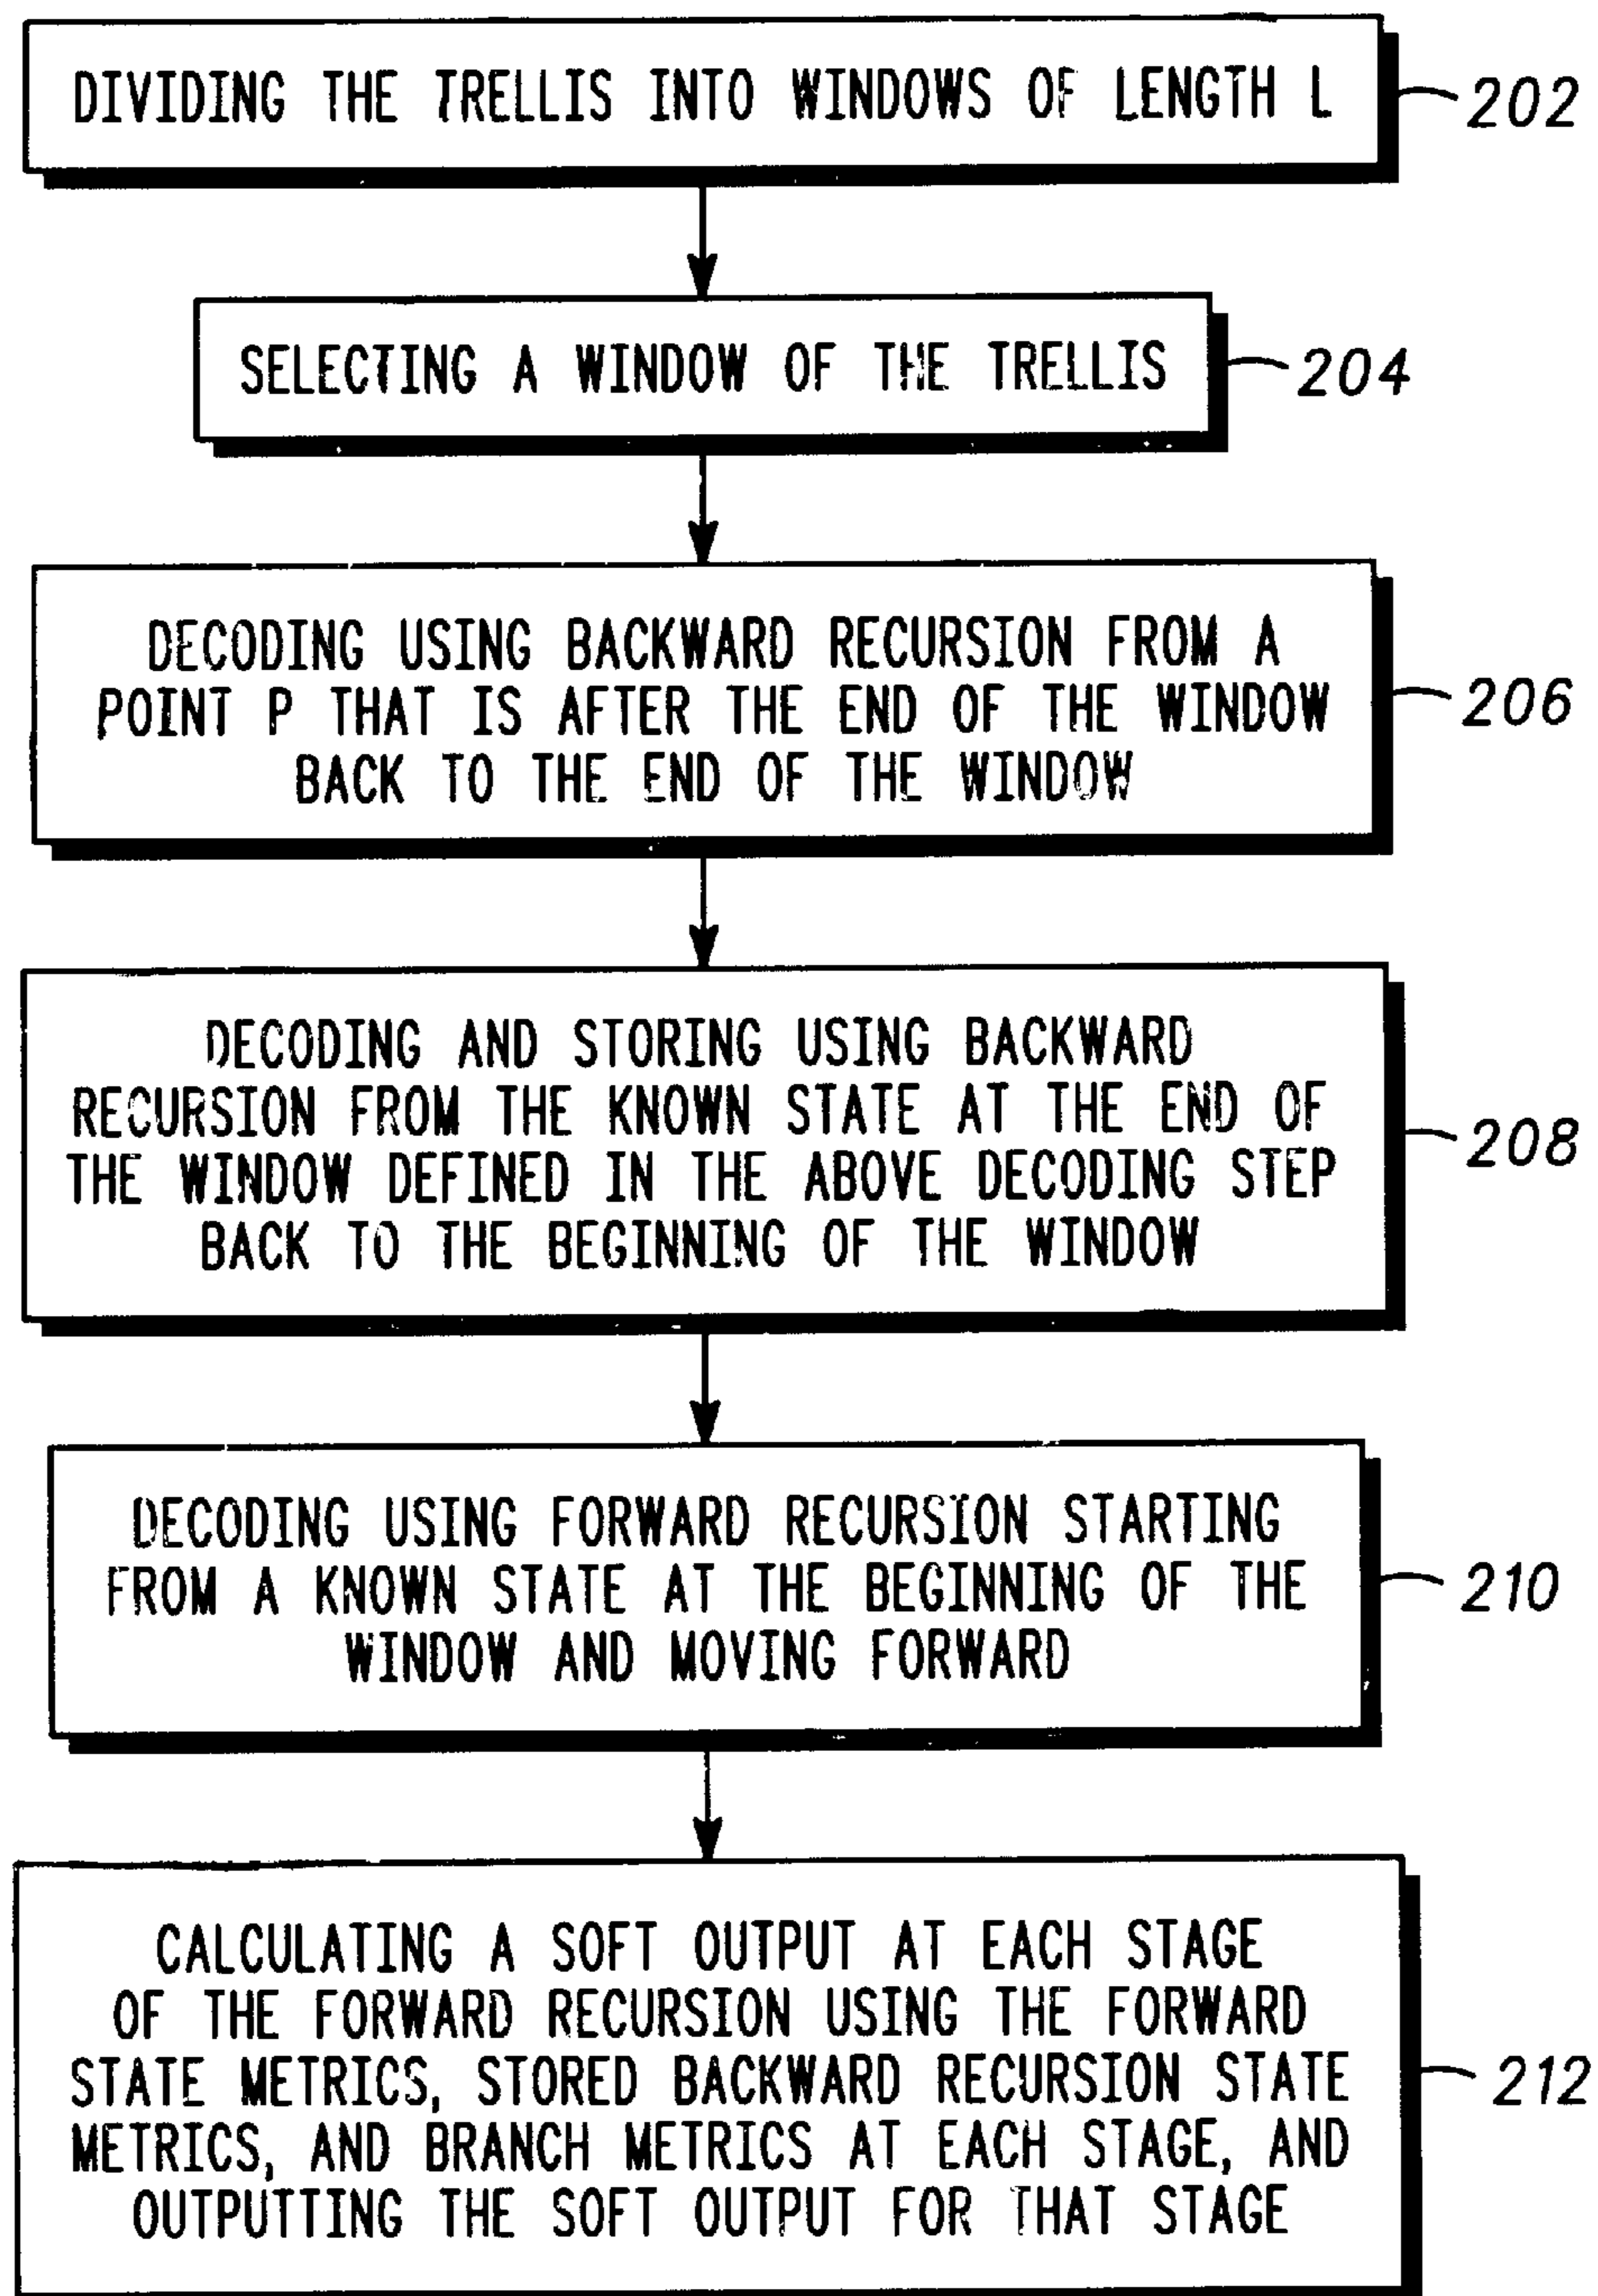 DIVIDING THE TRELLIS INTO WINDOWS OF LENGTH L
202
SELECTING A WINDOW OF THE TRELLIS
204
DECODING USING BACKWARD RECURSION FROM A
POINT P THAT IS AFTER THE END OF THE WINDOW
BACK TO THE END OF THE WINDOW
206
DECODING AND STORING USING BACKWARD
RECURSION FROM THE KNOWN STATE AT THE END OF
THE WINDOW DEFINED IN THE ABOVE DECODING STEP
BACK TO THE BEGINNING OF THE WINDOW
208
DECODING USING FORWARD RECURSION STARTING
FROM A KNOWN STATE AT THE BEGINNING OF THE
WINDOW AND MOVING FORWARD
210
CALCULATING A SOFT OUTPUT AT EACH STAGE
OF THE FORWARD RECURSION USING THE FORWARD
STATE METRICS, STORED BACKWARD RECURSION STATE
METRICS, AND BRANCH METRICS AT EACH STAGE, AND
OUTPUTTING THE SOFT OUTPUT FOR THAT STAGE
212